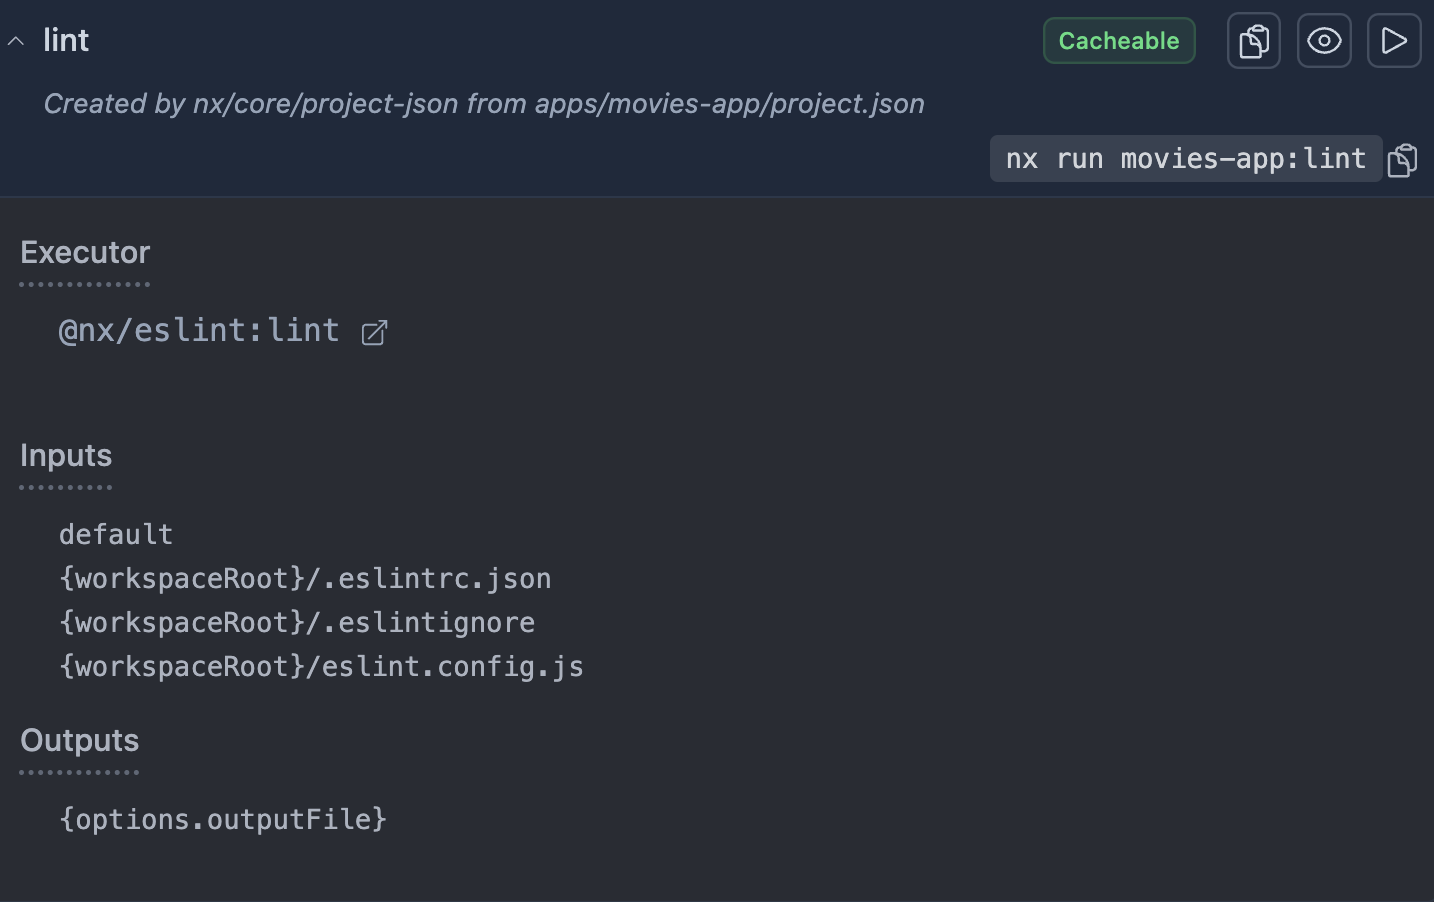 lint
Cacheable
Created by nx/core/project-json from apps/movies-app/project.json
nx run movies-app:lint
Executor
@nx/eslint:lint
Inputs
default
{workspaceRoot}/.eslintrc.json
{workspaceRoot}/.eslintignore
{workspaceRoot}/eslint.config.js
Outputs
{options.outputFile}